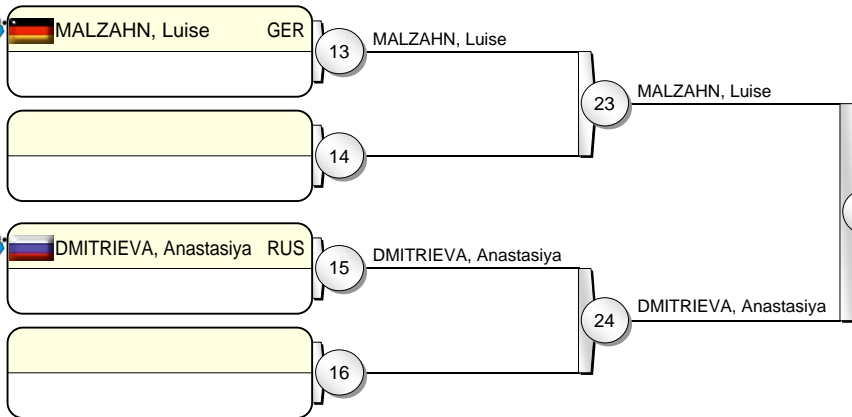 MALZAHN, Luise GER
13
MALZAHN, Luise
23
MALZAHN, Luise
14
DMITRIEVA, Anastasiya RUS
15
DMITRIEVA, Anastasiya
24
DMITRIEVA, Anastasiya
16